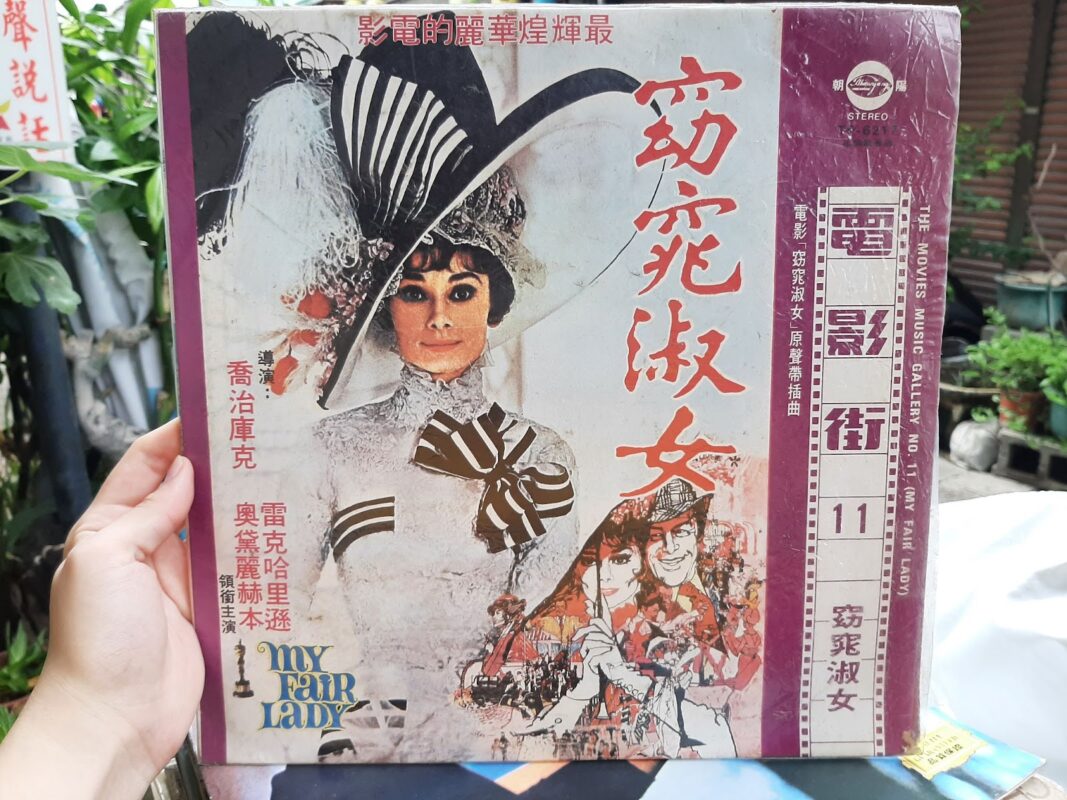 聲説話
最輝煌華麗的電影
窈窕淑女
導演：
喬治庫克
雷克哈里遜
奧黛麗赫本
領銜主演
MY
FAIR
LADY
朝陽
STEREO
電影「窈窕淑女」原聲帶插曲
電影街
11
窈窕淑女
THE MOVIES MUSIC GALLERY NO. 11 (MY FAIR LADY)